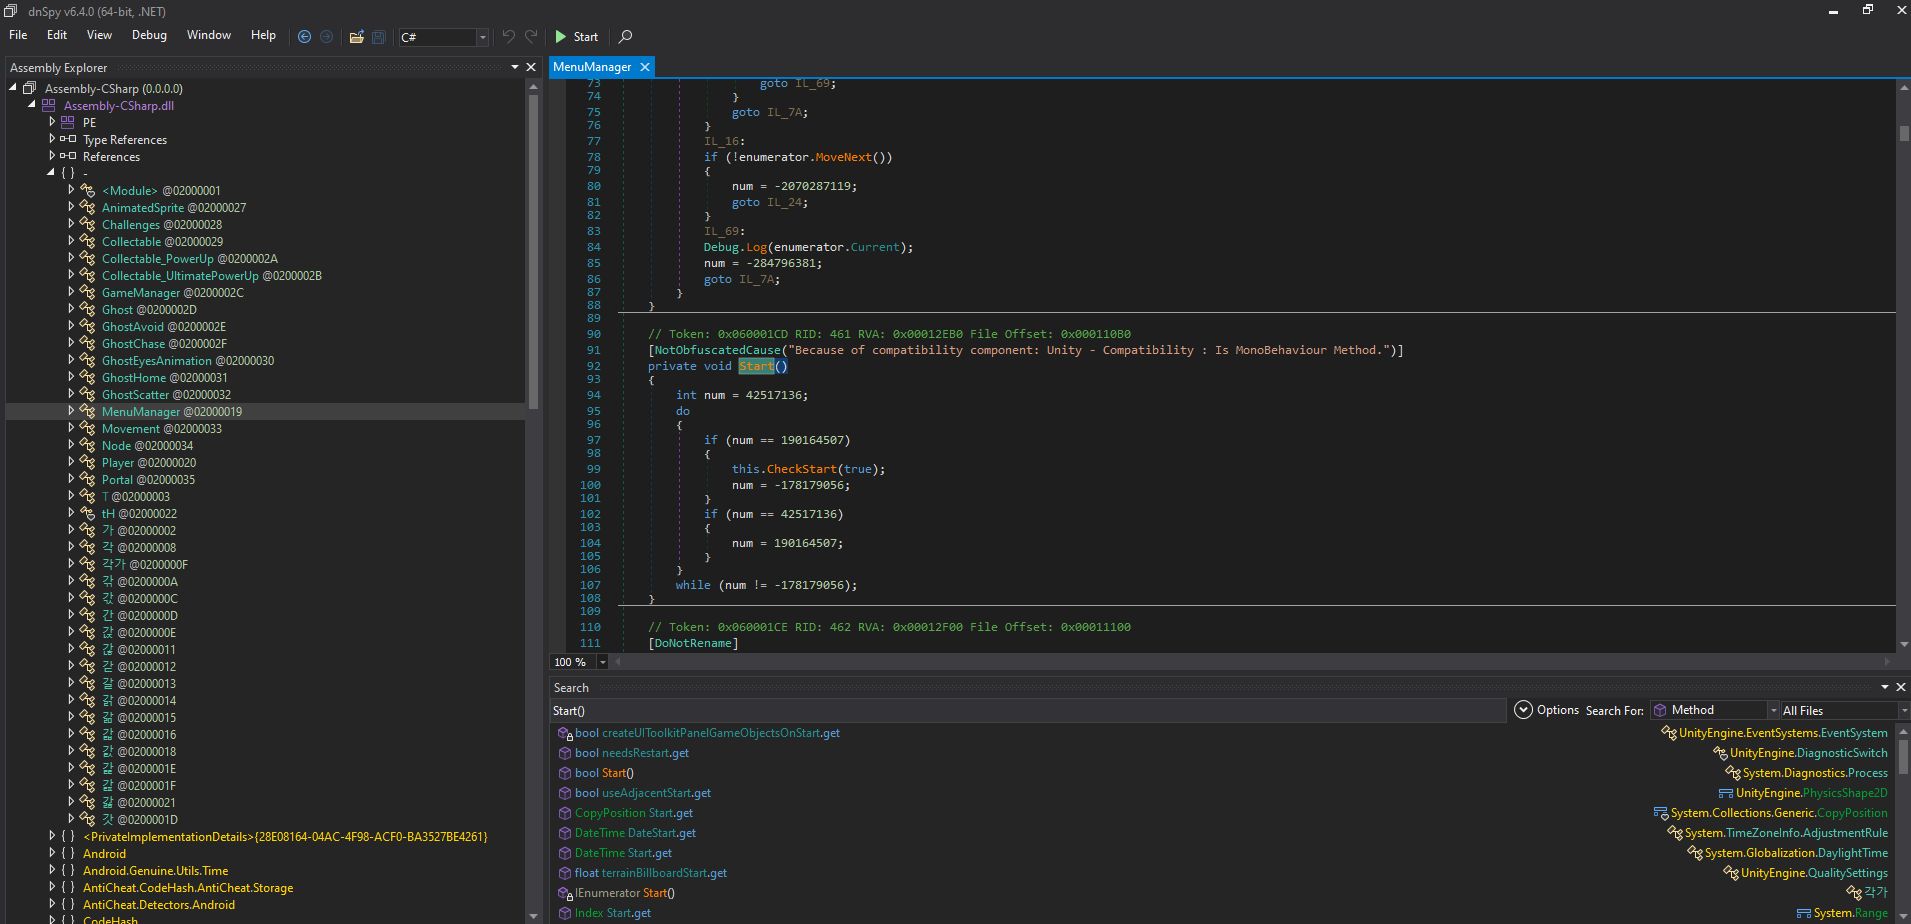 dnSpy v6.4.0 (64-bit, .NET)
File Edit View Debug Window Help C# Start
Assembly Explorer
Assembly-CSharp (0.0.0.0)
Assembly-CSharp.dll
PE
Type References
References
{ } -
<Module> @02000001
AnimatedSprite @02000027
Challenges @02000028
Collectable @02000029
Collectable_PowerUp @0200002A
Collectable_UltimatePowerUp @0200002B
GameManager @0200002C
Ghost @0200002D
GhostAvoid @0200002E
GhostChase @0200002F
GhostEyesAnimation @02000030
GhostHome @02000031
GhostScatter @02000032
MenuManager @02000019
Movement @02000033
Node @02000034
Player @02000020
Portal @02000035
T @02000003
tH @02000022
가 @02000002
각 @02000008
각가 @0200000F
갂 @0200000A
갃 @0200000C
간 @0200000D
갅 @0200000E
갆 @02000011
갇 @02000012
갈 @02000013
갉 @02000014
갊 @02000015
갋 @02000016
@02000018
@0200001E
@0200001F
@02000021
갓 @0200001D
{ } <PrivateImplementationDetails>{28E08164-04AC-4F98-ACF0-BA3527BE4261}
{ } Android
{ } Android.Genuine.Utils.Time
{ } AntiCheat.CodeHash.AntiCheat.Storage
{ } AntiCheat.Detectors.Android
{ } CodeHash
MenuManager
73 goto IL_69;
74 }
75 goto IL_7A;
76 }
77 IL_16:
78 if (!enumerator.MoveNext())
79 {
80 num = -2070287119;
81 goto IL_24;
82 }
83 IL_69:
84 Debug.Log(enumerator.Current);
85 num = -284796381;
86 goto IL_7A;
87 }
88 }
89
90 // Token: 0x060001CD RID: 461 RVA: 0x00012EB0 File Offset: 0x000110B0
91 [NotObfuscatedCause("Because of compatibility component: Unity - Compatibility : Is MonoBehaviour Method.")]
92 private void Start()
93 {
94 int num = 42517136;
95 do
96 {
97 if (num == 190164507)
98 {
99 this.CheckStart(true);
100 num = -178179056;
101 }
102 if (num == 42517136)
103 {
104 num = 190164507;
105 }
106 }
107 while (num != -178179056);
108 }
109
110 // Token: 0x060001CE RID: 462 RVA: 0x00012F00 File Offset: 0x00011100
111 [DoNotRename]
100 %
Search
Start() Options Search For: Method All Files
bool createUIToolkitPanelGameObjectsOnStart.get UnityEngine.EventSystems.EventSystem
bool needsRestart.get UnityEngine.DiagnosticSwitch
bool Start() System.Diagnostics.Process
bool useAdjacentStart.get UnityEngine.PhysicsShape2D
CopyPosition Start.get System.Collections.Generic.CopyPosition
DateTime DateStart.get System.TimeZoneInfo.AdjustmentRule
DateTime Start.get System.Globalization.DaylightTime
float terrainBillboardStart.get UnityEngine.QualitySettings
IEnumerator Start() 각가
Index Start.get System.Range